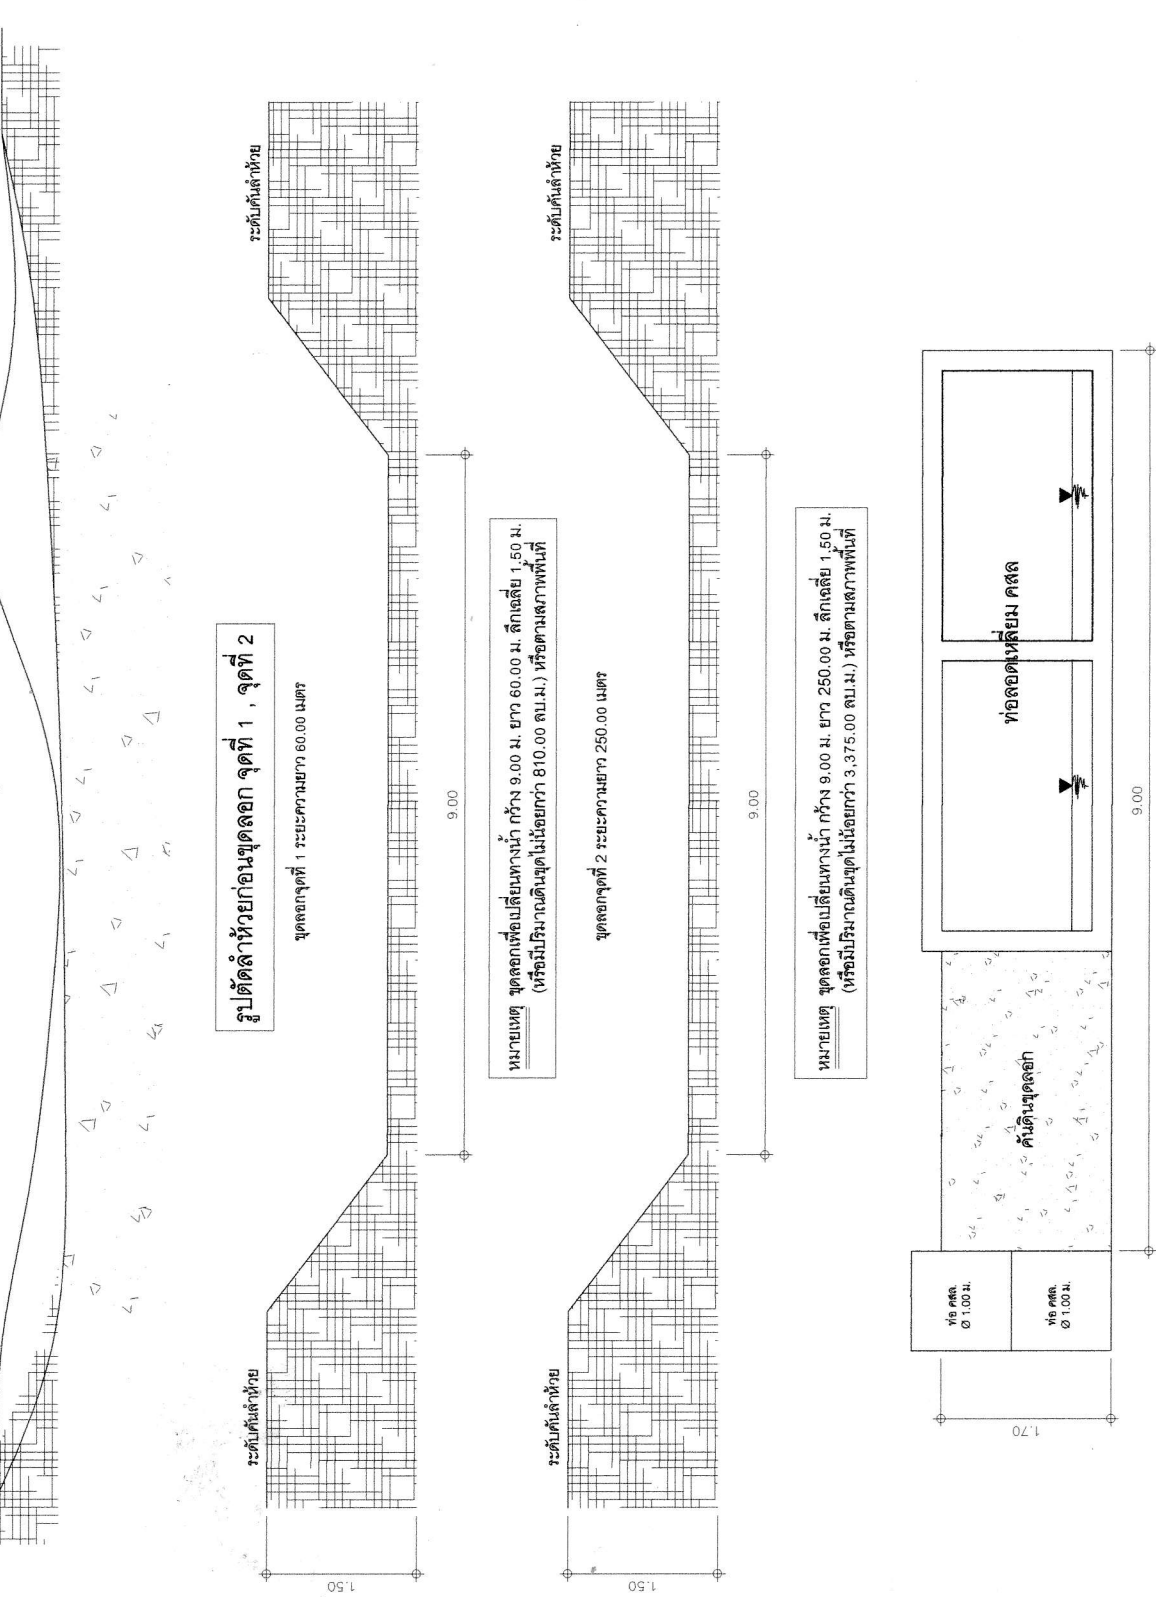 รูปตัดลำห้วยก่อนขุดลอก จุดที่ 1 , จุดที่ 2
ขุดลอกจุดที่ 1 ระยะความยาว 60.00 เมตร
ระดับคันลำห้วย
ระดับคันลำห้วย
1.50
9.00
หมายเหตุ ขุดลอกเพื่อเปลี่ยนทางน้ำ กว้าง 9.00 ม. ยาว 60.00 ม. ลึกเฉลี่ย 1.50 ม.
(หรือมีปริมาณดินขุดไม่น้อยกว่า 810.00 ลบ.ม.) หรือตามสภาพพื้นที่
ขุดลอกจุดที่ 2 ระยะความยาว 250.00 เมตร
ระดับคันลำห้วย
ระดับคันลำห้วย
1.50
9.00
หมายเหตุ ขุดลอกเพื่อเปลี่ยนทางน้ำ กว้าง 9.00 ม. ยาว 250.00 ม. ลึกเฉลี่ย 1.50 ม.
(หรือมีปริมาณดินขุดไม่น้อยกว่า 3,375.00 ลบ.ม.) หรือตามสภาพพื้นที่
ท่อ คสล.
Ø 1.00 ม.
ท่อ คสล.
Ø 1.00 ม.
คันดินขุดลอก
ท่อลอดเหลี่ยม คสล
1.70
9.00